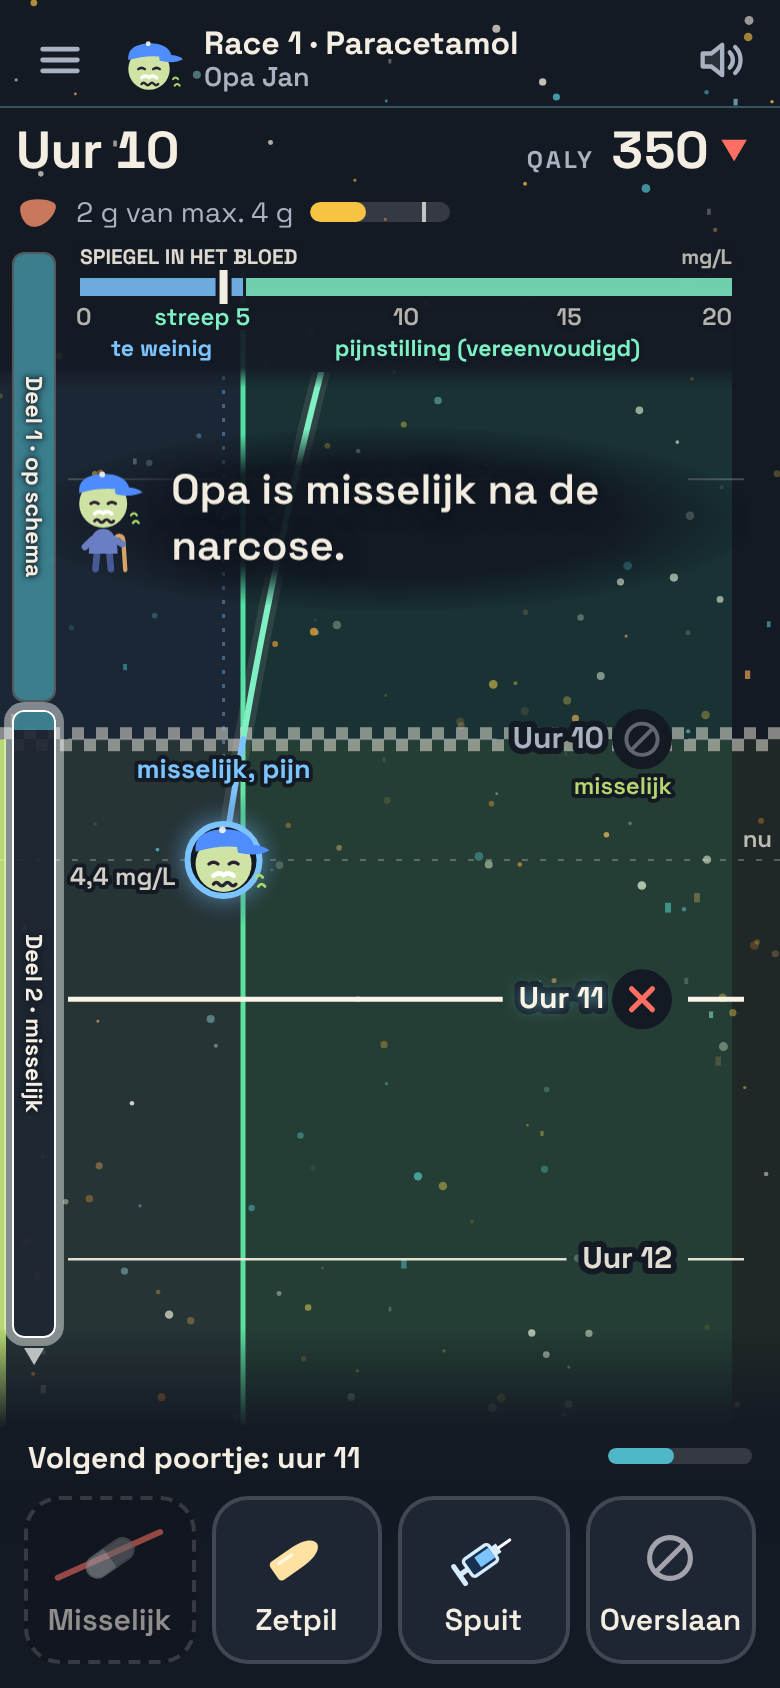 Race 1 · Paracetamol
Opa Jan
Uur 10
QALY 350
2 g van max. 4 g
SPIEGEL IN HET BLOED mg/L
0 streep 5 10 15 20
te weinig pijnstilling (vereenvoudigd)
Deel 1 · op schema
Opa is misselijk na de
narcose.
Uur 10
misselijk, pijn
misselijk
nu
4,4 mg/L
Deel 2 · misselijk
Uur 11
Uur 12
Volgend poortje: uur 11
Misselijk Zetpil Spuit Overslaan